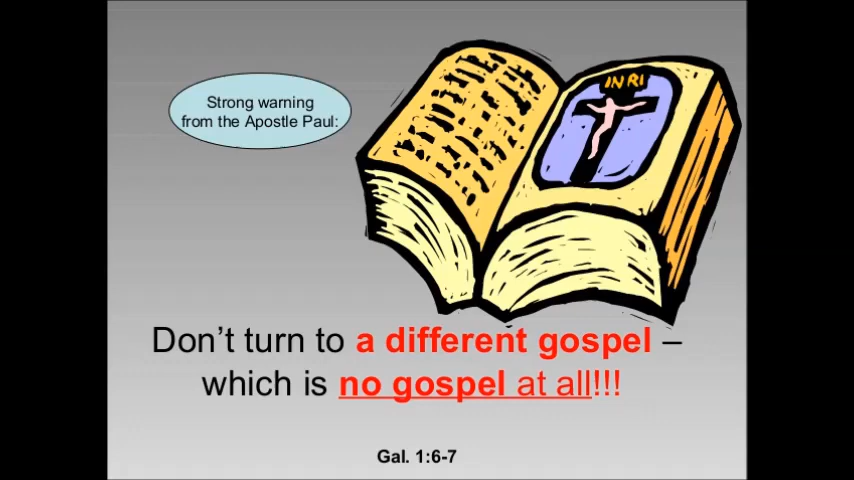 Strong warning
from the Apostle Paul:
INRI
Don't turn to a different gospel –
which is no gospel at all!!!
Gal. 1:6-7